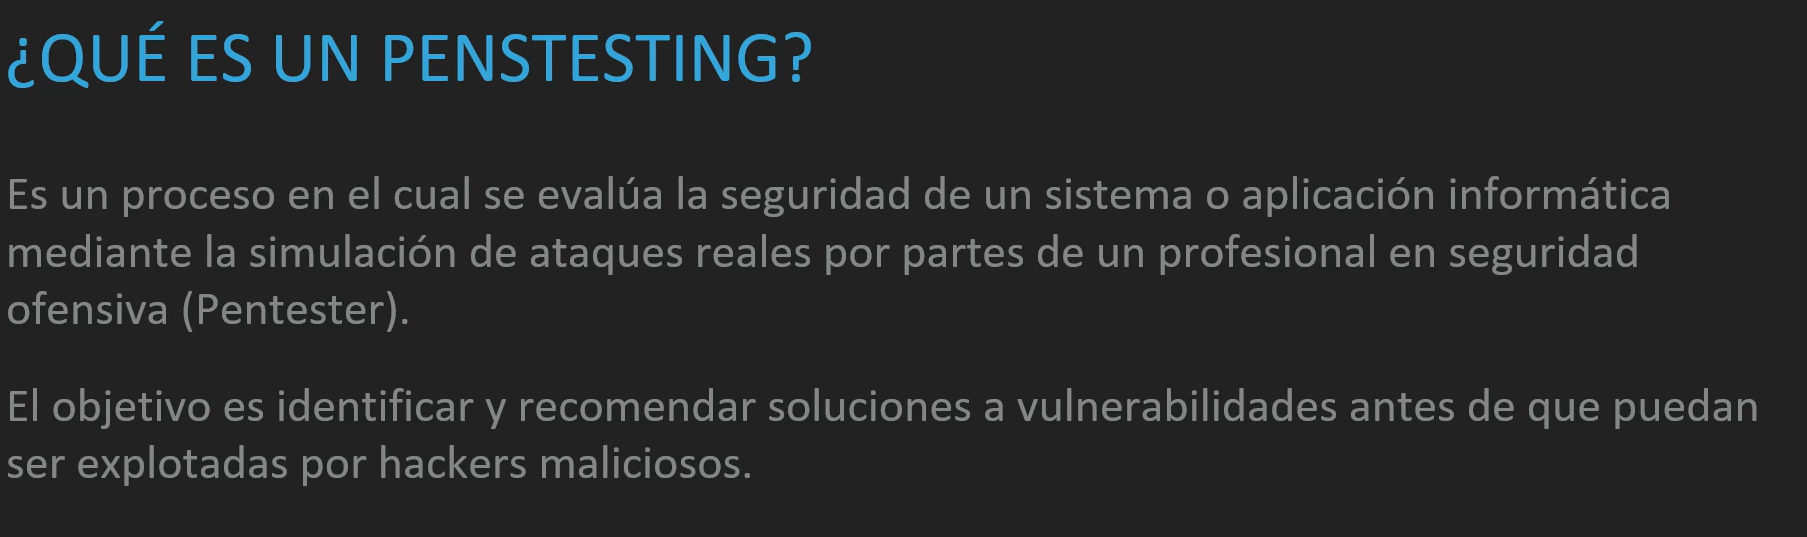 ¿QUÉ ES UN PENSTESTING?
Es un proceso en el cual se evalúa la seguridad de un sistema o aplicación informática
mediante la simulación de ataques reales por partes de un profesional en seguridad
ofensiva (Pentester).
El objetivo es identificar y recomendar soluciones a vulnerabilidades antes de que puedan
ser explotadas por hackers maliciosos.